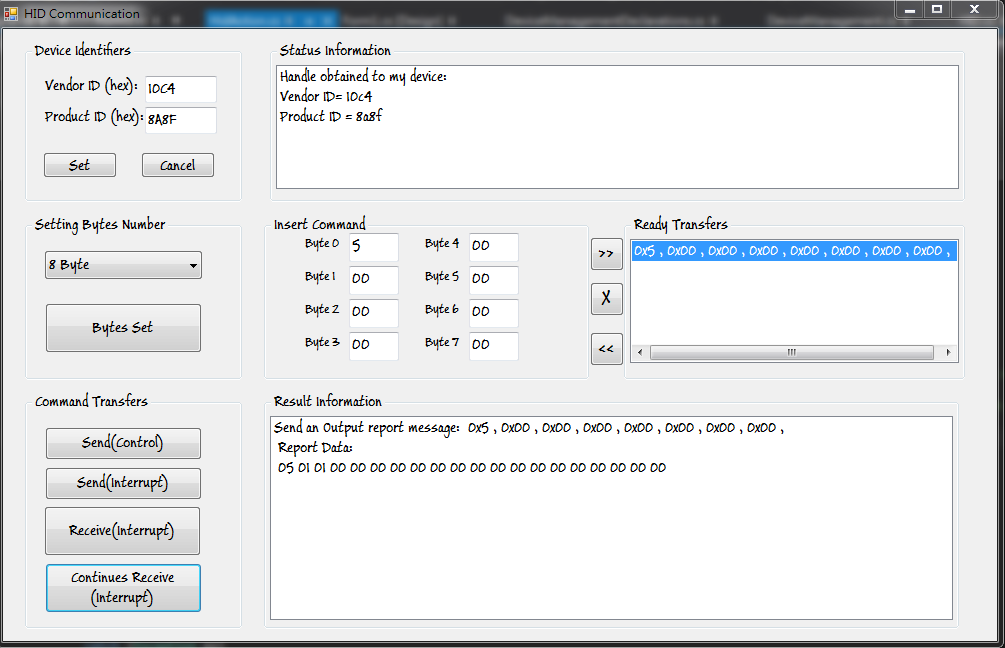 HID Communication
Device Identifiers
Vendor ID (hex): 10C4
Product ID (hex): 8A8F
Set Cancel
Status Information
Handle obtained to my device:
Vendor ID= 10c4
Product ID = 8a8f
Setting Bytes Number
8 Byte
Bytes Set
Insert Command
Byte 0 5 Byte 4 00
Byte 1 00 Byte 5 00
Byte 2 00 Byte 6 00
Byte 3 00 Byte 7 00
>>
X
<<
Ready Transfers
0x5 , 0x00 , 0x00 , 0x00 , 0x00 , 0x00 , 0x00 , 0x00 ,
Command Transfers
Send(Control)
Send(Interrupt)
Receive(Interrupt)
Continues Receive
(Interrupt)
Result Information
Send an Output report message: 0x5 , 0x00 , 0x00 , 0x00 , 0x00 , 0x00 , 0x00 , 0x00 ,
Report Data:
05 01 01 00 00 00 00 00 00 00 00 00 00 00 00 00 00 00 00 00